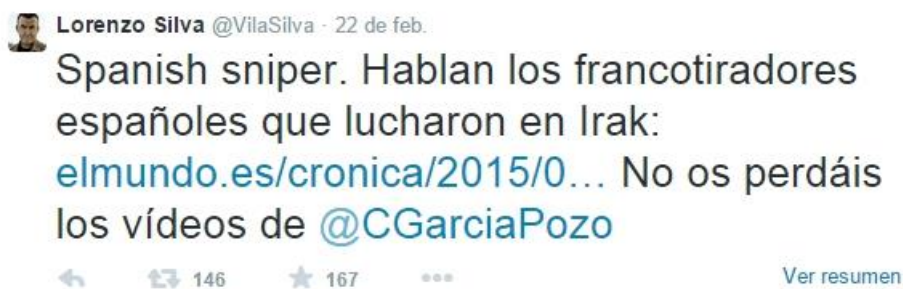 Lorenzo Silva @VilaSilva · 22 de feb.
Spanish sniper. Hablan los francotiradores
españoles que lucharon en Irak:
elmundo.es/cronica/2015/0... No os perdáis
los vídeos de @CGarciaPozo
146 167 Ver resumen